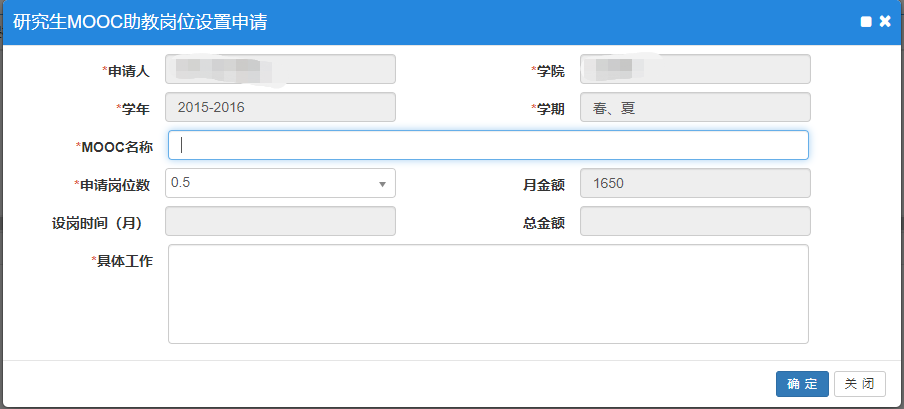 研究生MOOC助教岗位设置申请
*申请人 *学院
*学年 2015-2016 *学期 春、夏
*MOOC名称
*申请岗位数 0.5 月金额 1650
设岗时间（月） 总金额
*具体工作
确 定 关 闭